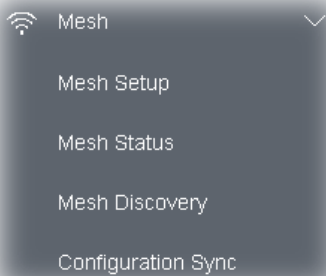 Mesh
Mesh Setup
Mesh Status
Mesh Discovery
Configuration Sync